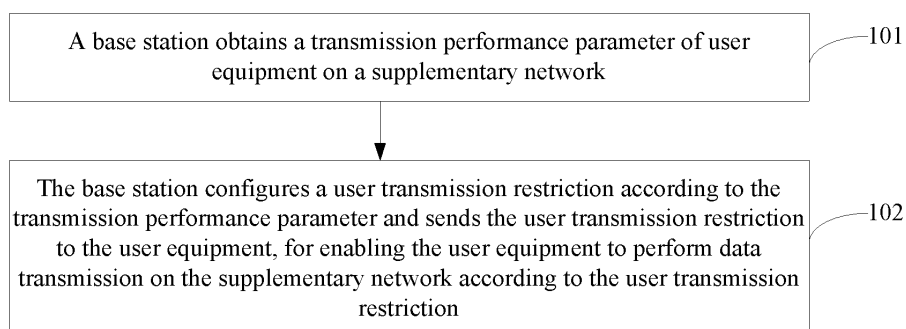 A base station obtains a transmission performance parameter of user
equipment on a supplementary network
101
The base station configures a user transmission restriction according to the
transmission performance parameter and sends the user transmission restriction
to the user equipment, for enabling the user equipment to perform data
transmission on the supplementary network according to the user transmission
restriction
102